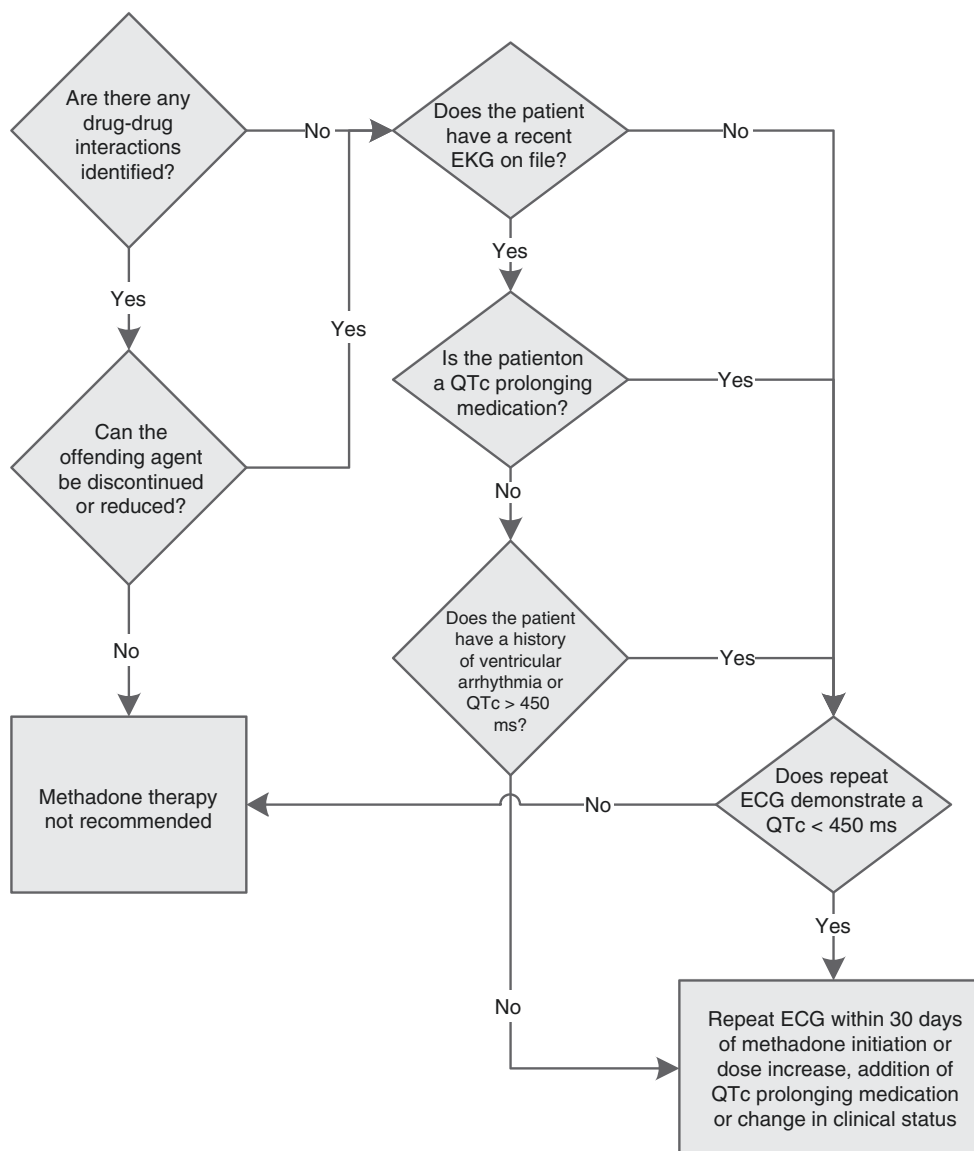 Are there any
drug-drug
interactions
identified?
No
Does the patient
have a recent
EKG on file?
No
Yes
Yes
Yes
Is the patienton
a QTc prolonging
medication?
Yes
Can the
offending agent
be discontinued
or reduced?
No
Does the patient
have a history
of ventricular
arrhythmia or
QTc > 450
ms?
Yes
No
Methadone therapy
not recommended
No
Does repeat
ECG demonstrate a
QTc < 450 ms
Yes
No
Repeat ECG within 30 days
of methadone initiation or
dose increase, addition of
QTc prolonging medication
or change in clinical status